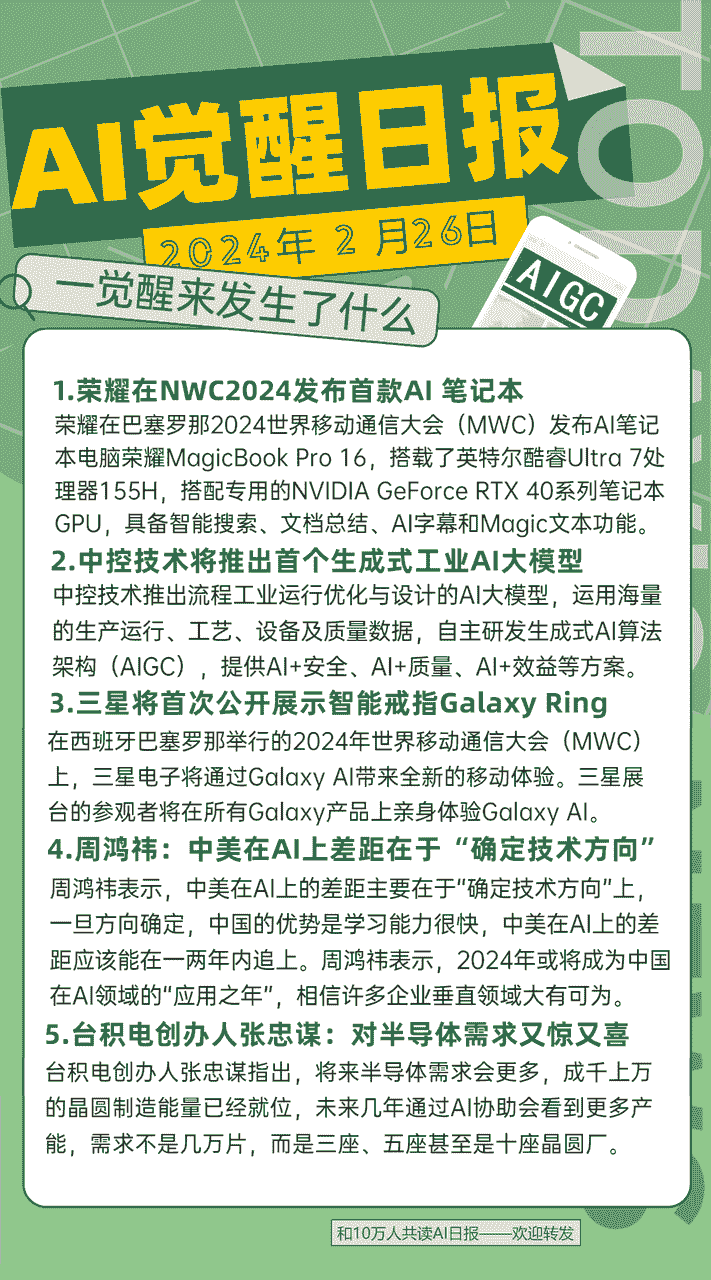 AI觉醒日报
2024年 2 月26日
AIGC
一觉醒来发生了什么
1.荣耀在NWC2024发布首款AI 笔记本
荣耀在巴塞罗那2024世界移动通信大会（MWC）发布AI笔记
本电脑荣耀MagicBook Pro 16，搭载了英特尔酷睿Ultra 7处
理器155H，搭配专用的NVIDIA GeForce RTX 40系列笔记本
GPU，具备智能搜索、文档总结、AI字幕和Magic文本功能。
2.中控技术将推出首个生成式工业AI大模型
中控技术推出流程工业运行优化与设计的AI大模型，运用海量
的生产运行、工艺、设备及质量数据，自主研发生成式AI算法
架构（AIGC），提供AI+安全、AI+质量、AI+效益等方案。
3.三星将首次公开展示智能戒指Galaxy Ring
在西班牙巴塞罗那举行的2024年世界移动通信大会（MWC）
上，三星电子将通过Galaxy AI带来全新的移动体验。三星展
台的参观者将在所有Galaxy产品上亲身体验Galaxy AI。
4.周鸿祎：中美在AI上差距在于“确定技术方向”
周鸿祎表示，中美在AI上的差距主要在于“确定技术方向”上，
一旦方向确定，中国的优势是学习能力很快，中美在AI上的差
距应该能在一两年内追上。周鸿祎表示，2024年或将成为中国
在AI领域的“应用之年”，相信许多企业垂直领域大有可为。
5.台积电创办人张忠谋：对半导体需求又惊又喜
台积电创办人张忠谋指出，将来半导体需求会更多，成千上万
的晶圆制造能量已经就位，未来几年通过AI协助会看到更多产
能，需求不是几万片，而是三座、五座甚至是十座晶圆厂。
和10万人共读AI日报——欢迎转发